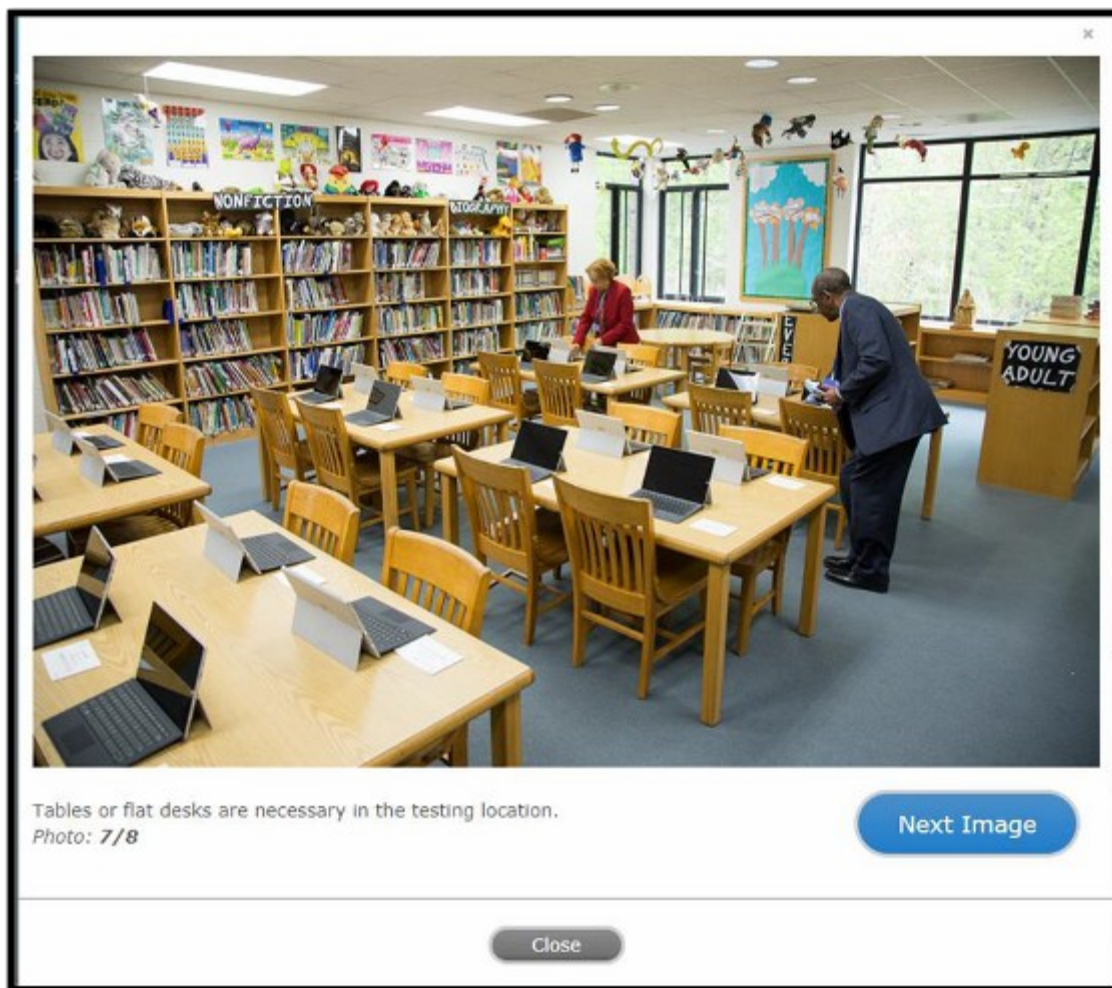 ×
NONFICTION
BIOGRAPHY
YOUNG
ADULT
Tables or flat desks are necessary in the testing location.
Photo: 7/8
Next Image
Close